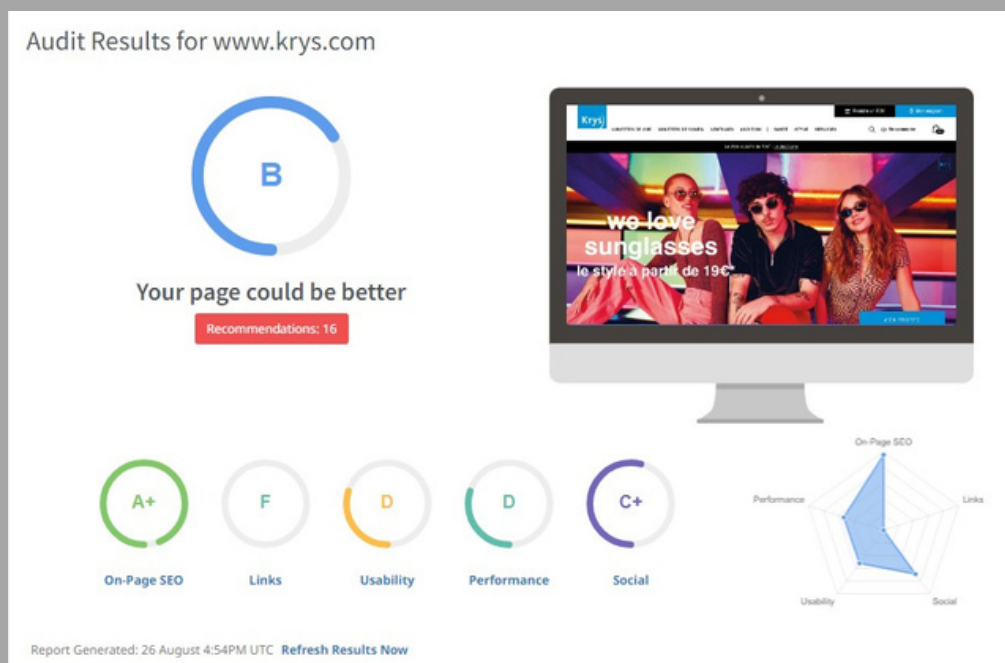 Audit Results for www.krys.com
B
Your page could be better
Recommendations: 16
Krys
we love
sunglasses
le style à partir de 19€*
A+
F
D
D
C+
On-Page SEO
Links
Usability
Performance
Social
On-Page SEO
Performance
Links
Usability
Social
Report Generated: 26 August 4:54PM UTC Refresh Results Now